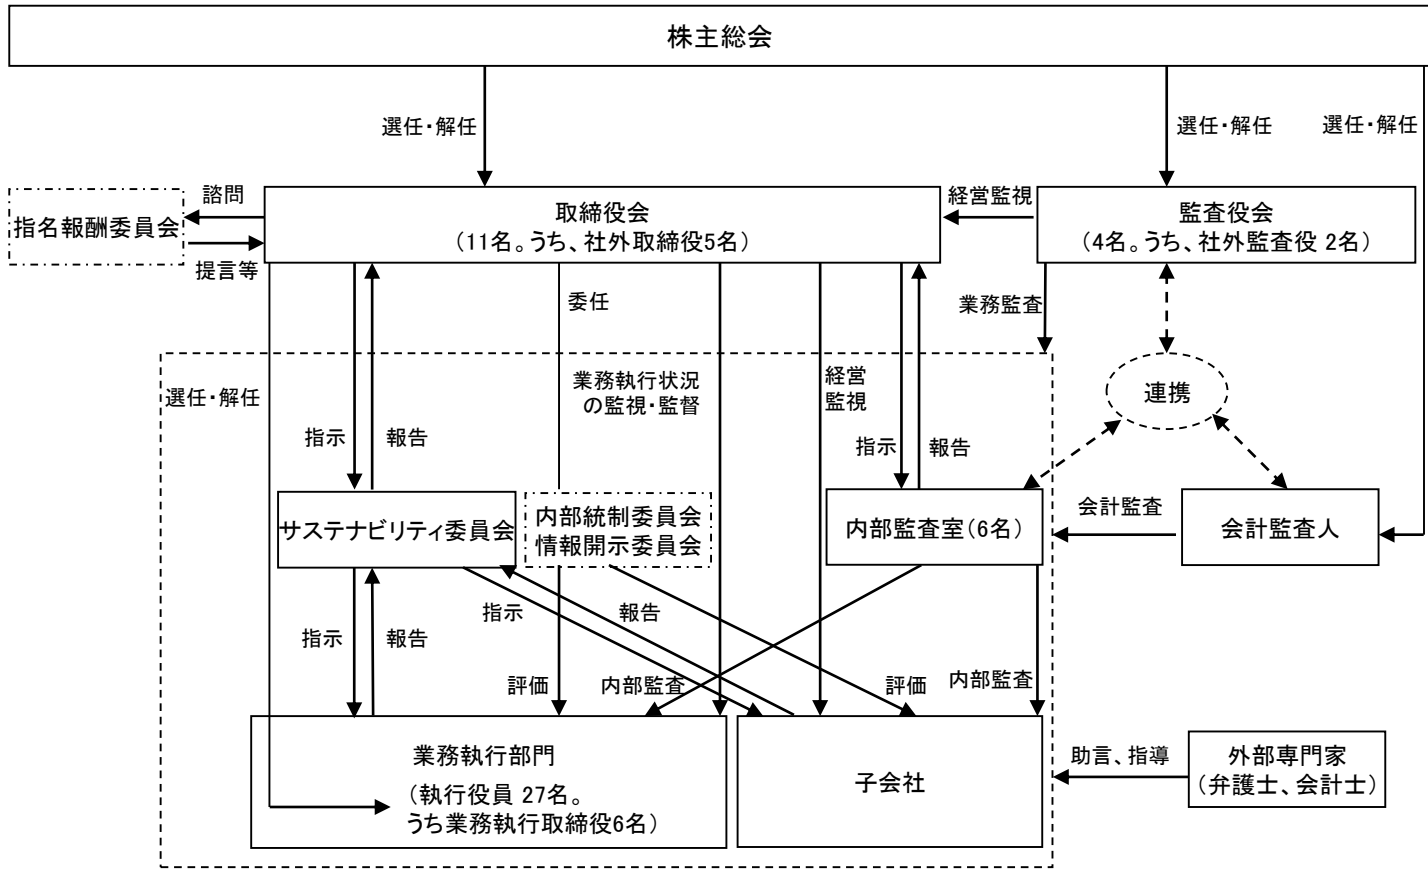 株主総会
選任・解任
選任・解任
選任・解任
諮問
指名報酬委員会
提言等
取締役会
（11名。うち、社外取締役5名）
経営監視
監査役会
（4名。うち、社外監査役 2名）
委任
業務監査
選任・解任
業務執行状況
の監視・監督
経営
監視
連携
指示
報告
指示
報告
サステナビリティ委員会
内部統制委員会
情報開示委員会
内部監査室（6名）
会計監査
会計監査人
指示
報告
指示
報告
評価
内部監査
評価
内部監査
業務執行部門
（執行役員 27名。
うち業務執行取締役6名）
子会社
助言、指導
外部専門家
（弁護士、会計士）